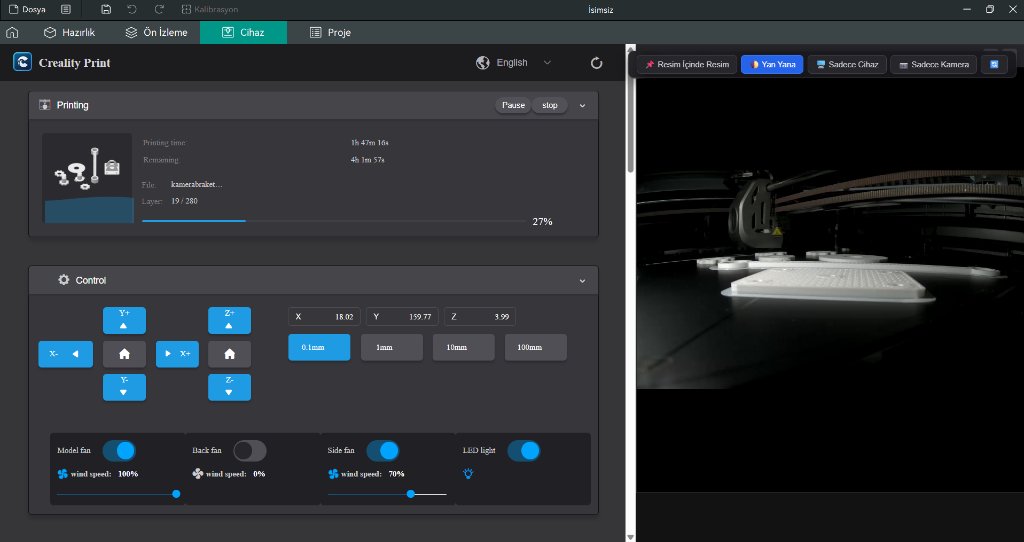 Dosya
Kalibrasyon
İsimsiz
Hazırlık
Ön İzleme
Cihaz
Proje
Creality Print
English
Resim İçinde Resim
Yan Yana
Sadece Cihaz
Sadece Kamera
Printing
Pause
stop
Printing time
1h 47m 16s
Remaining
4h 1m 57s
File.
kamerabraket...
Layer:
19 / 280
27%
Control
Y+
Z+
X 18.02
Y 159.77
Z 3.99
X-
X+
0.1mm
1mm
10mm
100mm
Y-
Z-
Model fan
Back fan
Side fan
LED light
wind speed: 100%
wind speed: 0%
wind speed: 70%